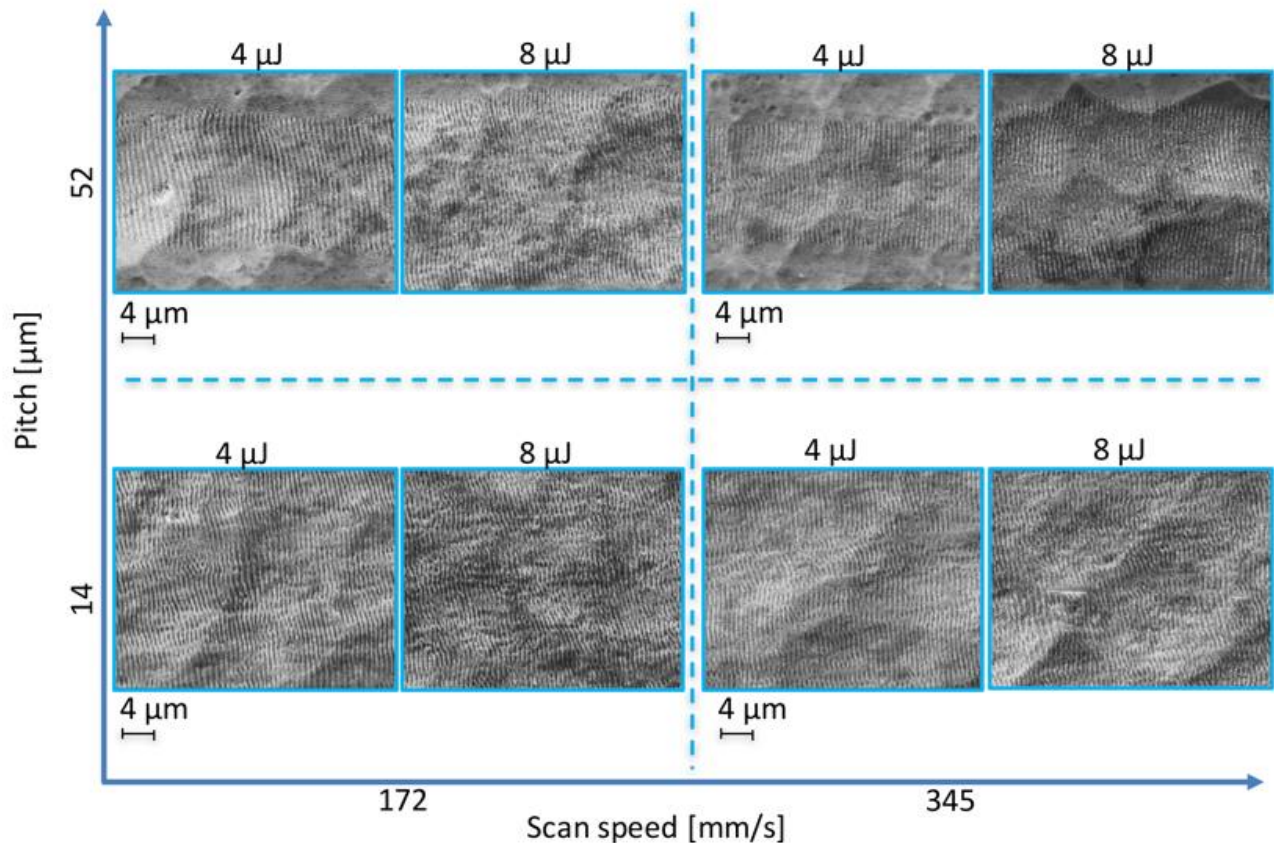 4 µJ 8 µJ 4 µJ 8 µJ
52
4 µm 4 µm
Pitch [µm]
4 µJ 8 µJ 4 µJ 8 µJ
14
4 µm 4 µm
172 345
Scan speed [mm/s]